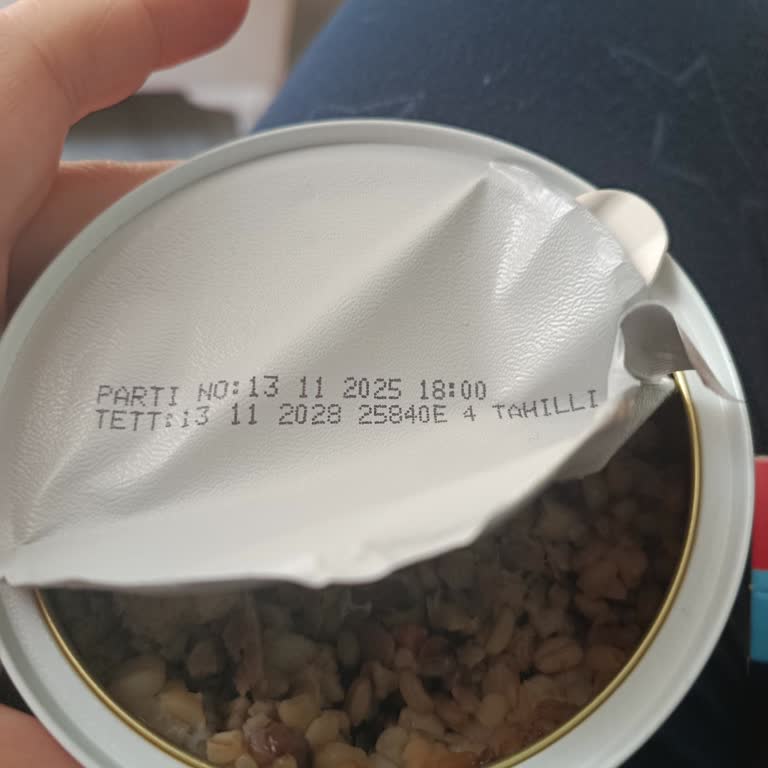 PARTI NO:13 11 2025 18:00
TETT:13 11 2028 25840E 4 TAHILLI